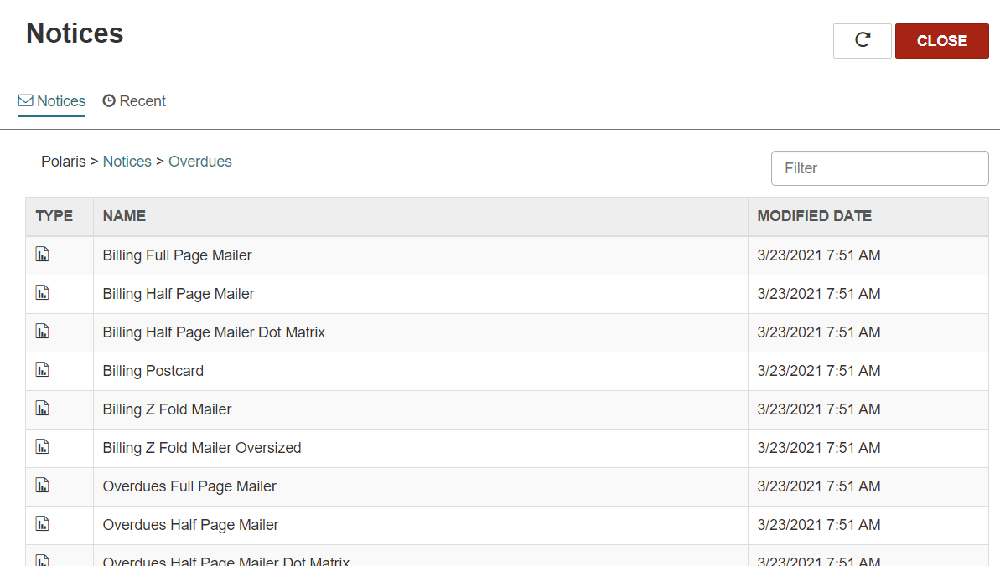 Notices
CLOSE
Notices Recent
Polaris > Notices > Overdues
Filter
TYPE NAME MODIFIED DATE
Billing Full Page Mailer 3/23/2021 7:51 AM
Billing Half Page Mailer 3/23/2021 7:51 AM
Billing Half Page Mailer Dot Matrix 3/23/2021 7:51 AM
Billing Postcard 3/23/2021 7:51 AM
Billing Z Fold Mailer 3/23/2021 7:51 AM
Billing Z Fold Mailer Oversized 3/23/2021 7:51 AM
Overdues Full Page Mailer 3/23/2021 7:51 AM
Overdues Half Page Mailer 3/23/2021 7:51 AM
Overdues Half Page Mailer Dot Matrix 3/23/2021 7:51 AM